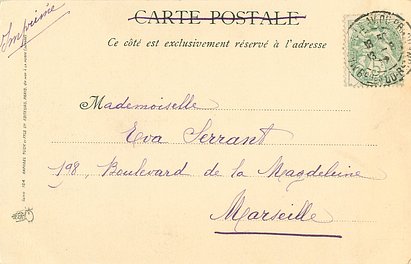 Imprimé
CARTE POSTALE
Ce côté est exclusivement réservé à l'adresse
Mademoiselle
Eva Serrant
198, Boulevard de la Magdeleine
Marseille